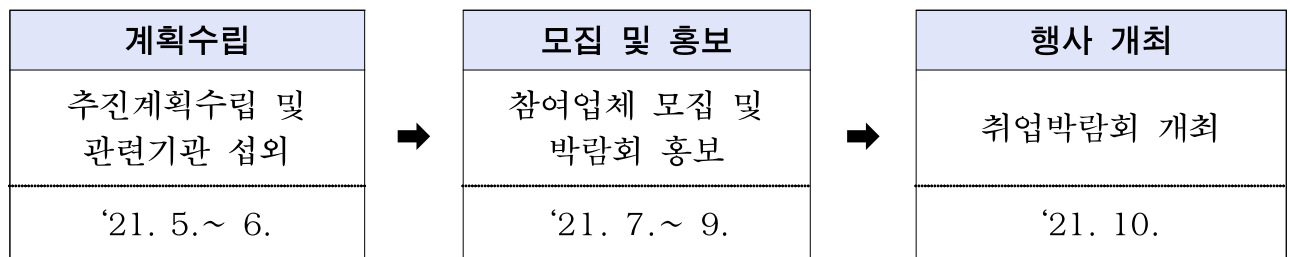 계획수립
추진계획수립 및
관련기관 섭외
‘21. 5.~ 6.
➡
모집 및 홍보
참여업체 모집 및
박람회 홍보
‘21. 7.~ 9.
➡
행사 개최
취업박람회 개최
‘21. 10.